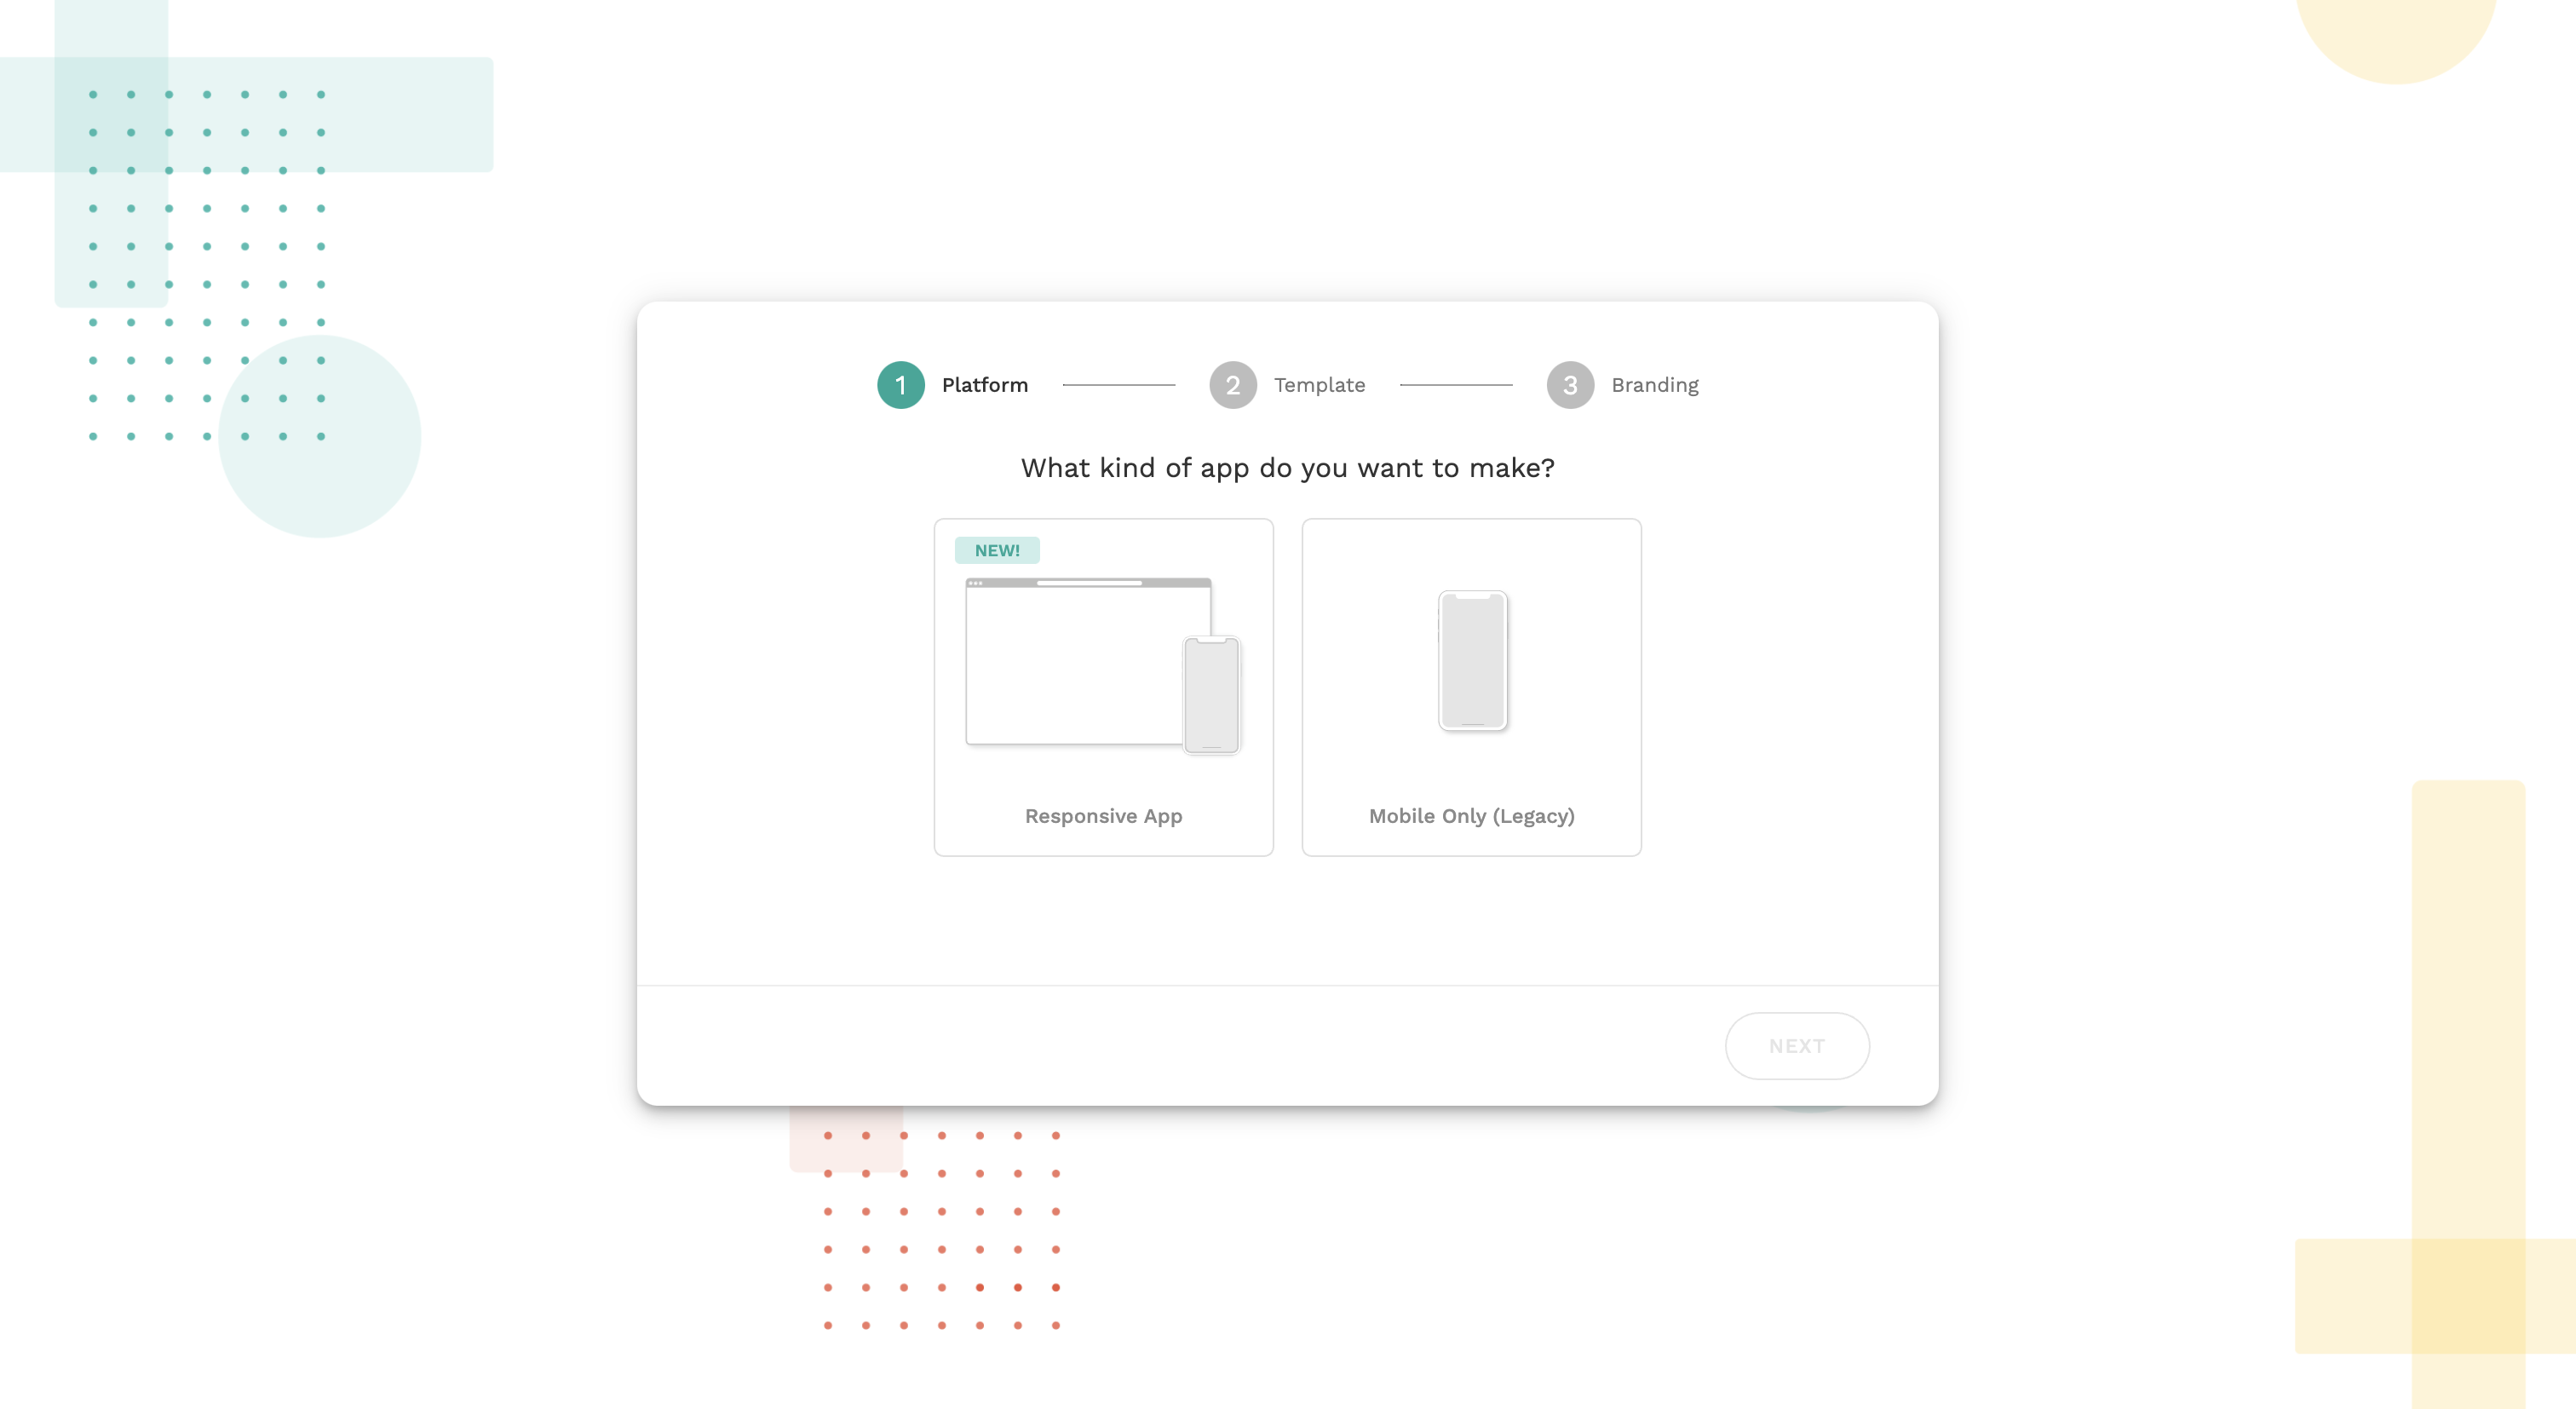 1 Platform 2 Template 3 Branding
What kind of app do you want to make?
NEW!
Responsive App
Mobile Only (Legacy)
NEXT